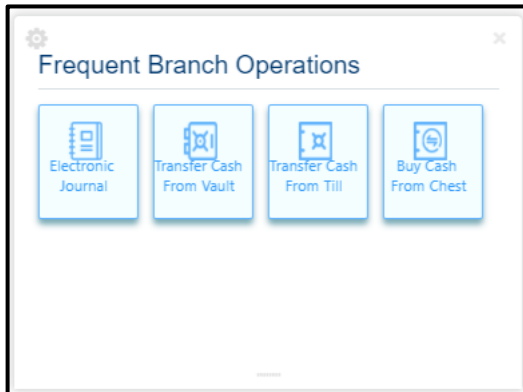 Frequent Branch Operations
Electronic
Journal
Transfer Cash
From Vault
Transfer Cash
From Till
Buy Cash
From Chest